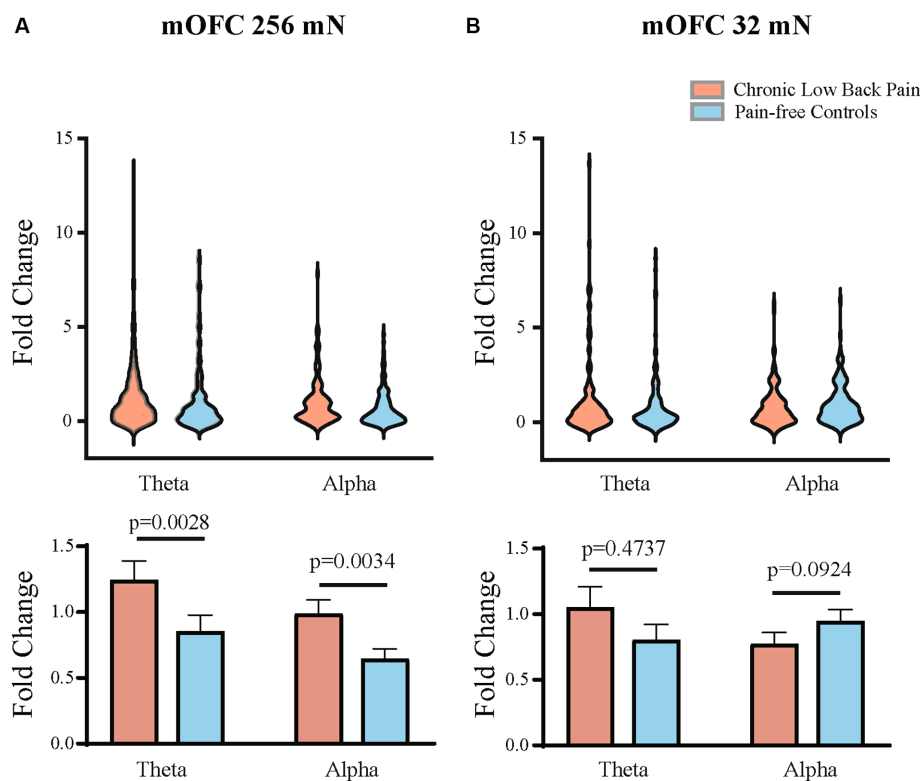 A mOFC 256 mN
B mOFC 32 mN
Chronic Low Back Pain
Pain-free Controls
Fold Change
15
10
5
0
Theta Alpha
Fold Change
15
10
5
0
Theta Alpha
Fold Change
1.5
1.0
0.5
0.0
p=0.0028
p=0.0034
Theta Alpha
Fold Change
1.5
1.0
0.5
0.0
p=0.4737
p=0.0924
Theta Alpha